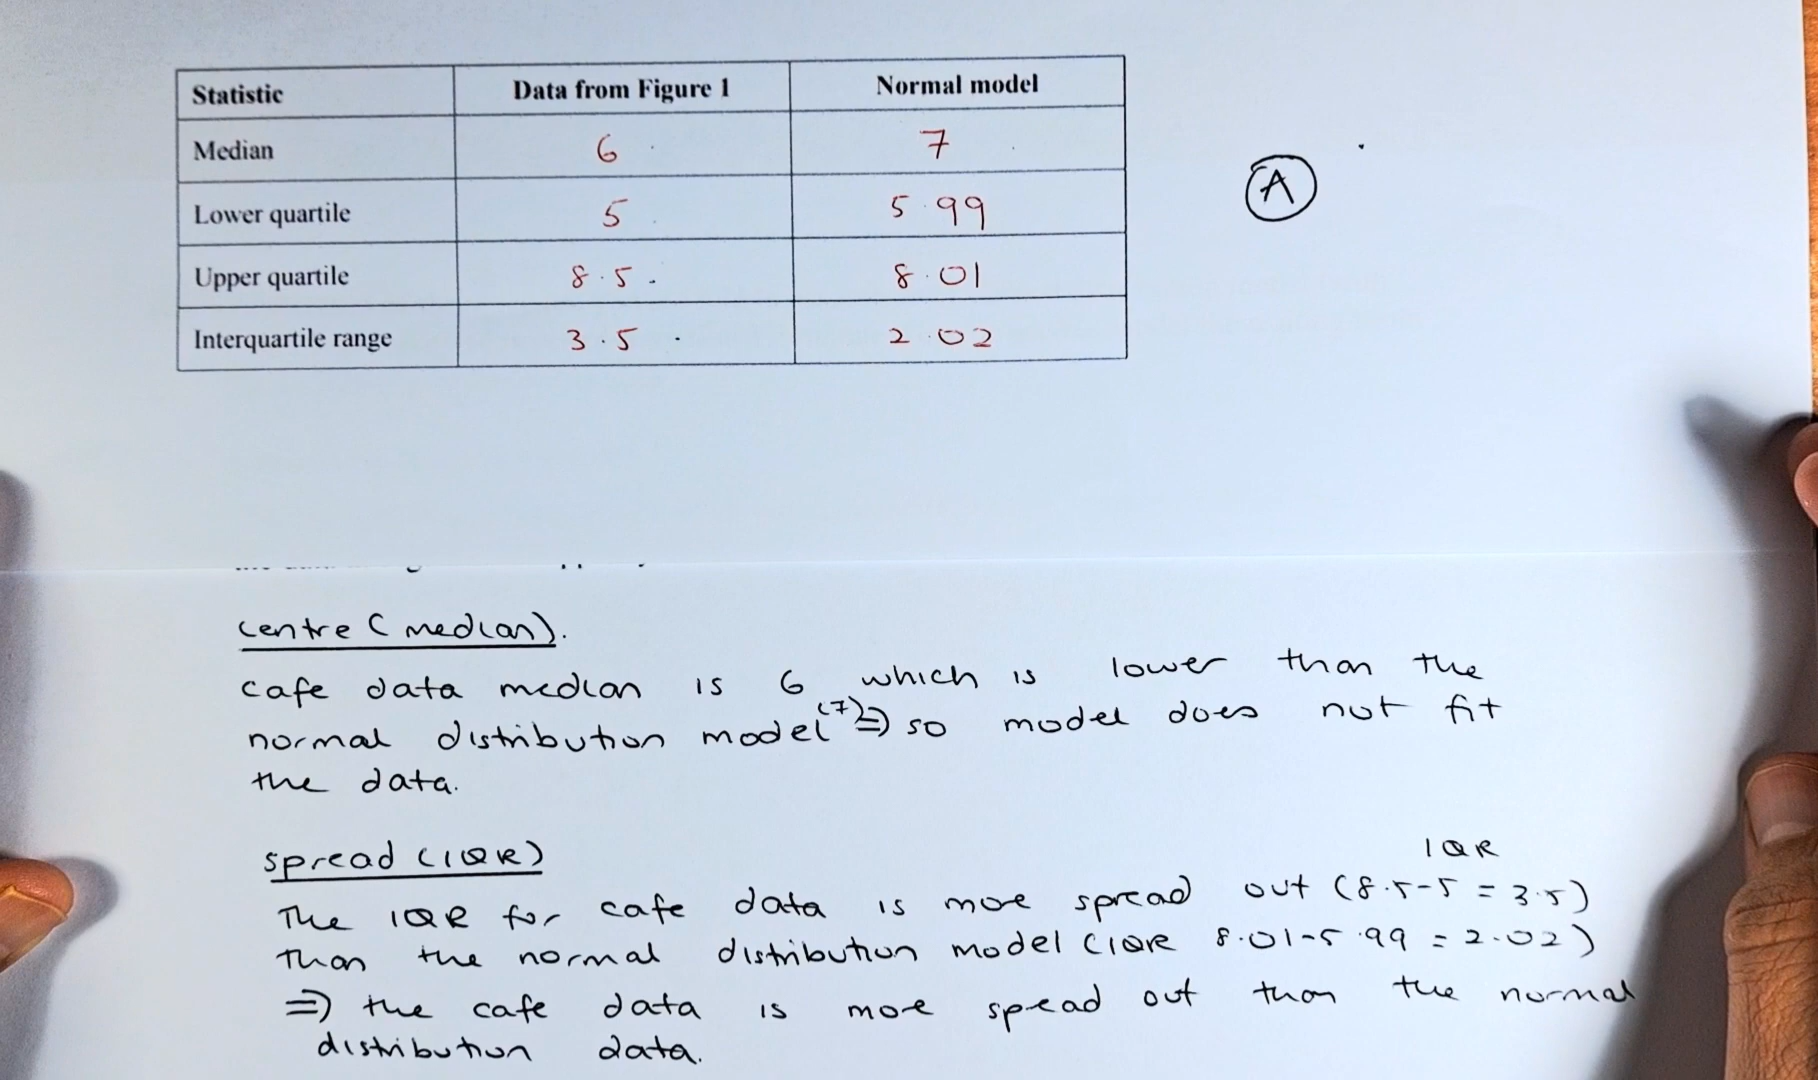 Statistic Data from Figure 1 Normal model
Median 6 7
Lower quartile 5 5.99
Upper quartile 8.5 8.01
Interquartile range 3.5 2.02
A
centre (median).
cafe data median is 6 which is lower than the
normal distribution model (7) ⇒ so model does not fit
the data.
spread (IQR)
IQR
The IQR for cafe data is more spread out (8.5-5 = 3.5)
than the normal distribution model (IQR 8.01-5.99 = 2.02)
⇒ the cafe data is more spread out than the normal
distribution data.